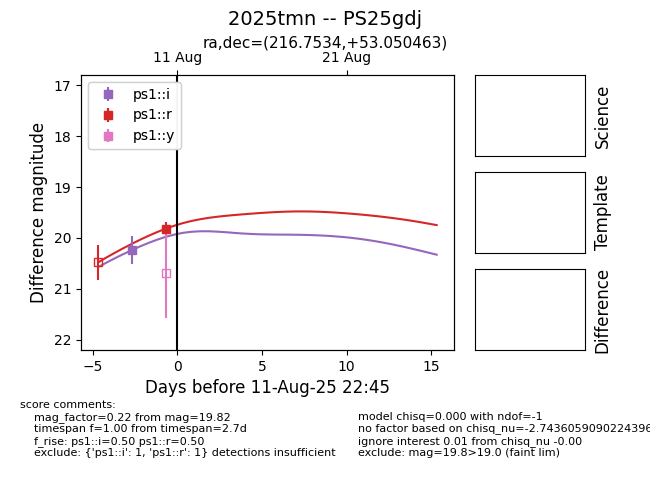 2025tmn -- PS25gdj
ra,dec=(216.7534,+53.050463)
11 Aug
21 Aug
17
18
19
20
21
22
Difference magnitude
ps1::i
ps1::r
ps1::y
−5
0
5
10
15
Days before 11-Aug-25 22:45
Science
Template
Difference
score comments:
mag_factor=0.22 from mag=19.82
timespan f=1.00 from timespan=2.7d
f_rise: ps1::i=0.50 ps1::r=0.50
exclude: {'ps1::i': 1, 'ps1::r': 1} detections insufficient
model chisq=0.000 with ndof=-1
no factor based on chisq_nu=-2.7436059090224396
ignore interest 0.01 from chisq_nu -0.00
exclude: mag=19.8>19.0 (faint lim)